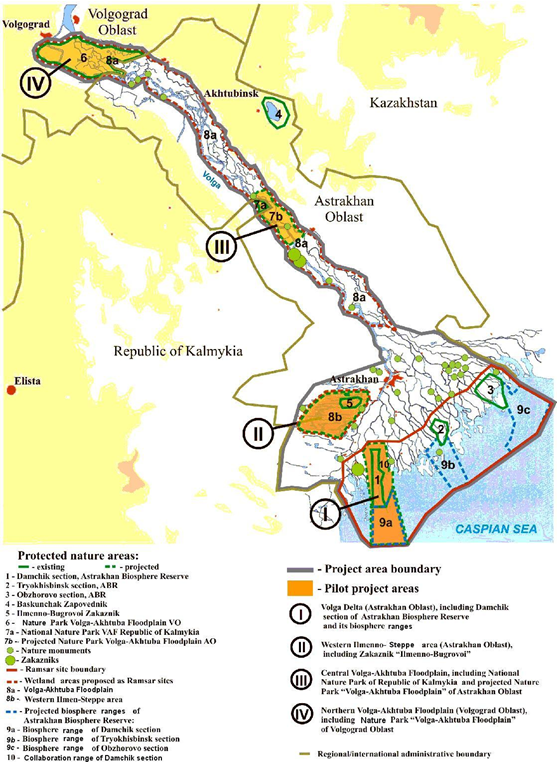 Volgograd
Volgograd
Oblast
6
8a
IV
Akhtubinsk
4
Kazakhstan
8a
Volga
7a
7b
Astrakhan
Oblast
III
8a
8a
Republic of Kalmykia
Elista
Astrakhan
5
8b
II
3
9c
2
9b
10
1
I
9a
CASPIAN SEA
Protected nature areas:
- existing
- projected
1 - Damchik section, Astrakhan Biosphere Reserve
2 - Tryokhisbinsk section, ABR
3 - Obzhorovo section, ABR
4 - Baskunchak Zapovednik
5 - Ilmenno-Bugrovoi Zakaznik
6 - Nature Park Volga-Akhtuba Floodplain VO
7a - National Nature Park VAF Republic of Kalmykia
7b - Projected Nature Park Volga-Akhtuba Floodplain AO
- Nature monuments
- Zakazniks
- Ramsar site boundary
- Wetland areas proposed as Ramsar sites
8a - Volga-Akhtuba Floodplain
8b - Western Ilmen-Steppe area
- Projected biosphere ranges of
Astrakhan Biosphere Reserve:
9a - Biosphere range of Damchik section
9b - Biosphere range of Tryokhisbinsk section
9c - Biosphere range of Obzhorovo section
10 - Collaboration range of Damchik section
- Project area boundary
- Pilot project areas
I
Volga Delta (Astrakhan Oblast), including Damchik
section of Astrakhan Biosphere Reserve
and its biosphere ranges
II
Western Ilmenno- Steppe area (Astrakhan Oblast),
including Zakaznik "Ilmenno-Bugrovoi"
III
Central Volga-Akhtuba Floodplain, including National
Nature Park of Republic of Kalmykia and projected Nature
Park "Volga-Akhtuba Floodplain" of Astrakhan Oblast
IV
Northern Volga-Akhtuba Floodplain (Volgograd Oblast),
including Nature Park "Volga-Akhtuba Floodplain"
of Volgograd Oblast
- Regional/international administrative boundary